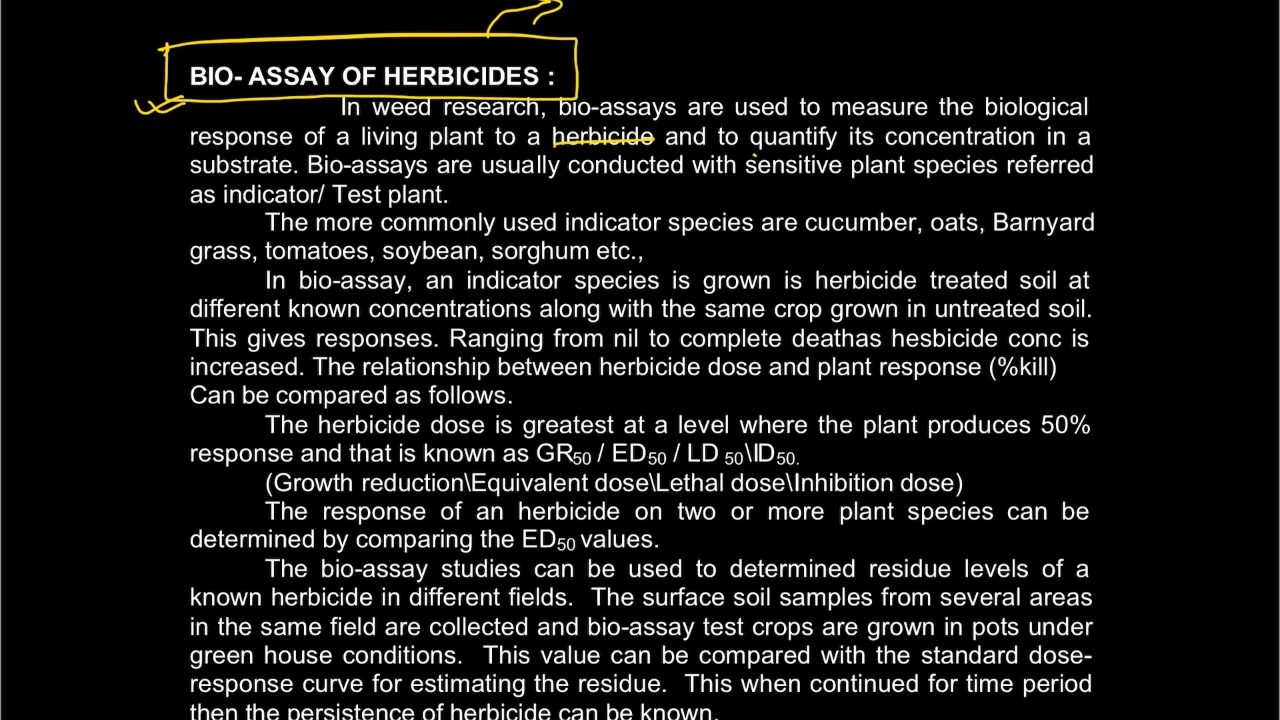 BIO- ASSAY OF HERBICIDES :
In weed research, bio-assays are used to measure the biological
response of a living plant to a herbicide and to quantify its concentration in a
substrate. Bio-assays are usually conducted with sensitive plant species referred
as indicator/ Test plant.
The more commonly used indicator species are cucumber, oats, Barnyard
grass, tomatoes, soybean, sorghum etc.,
In bio-assay, an indicator species is grown is herbicide treated soil at
different known concentrations along with the same crop grown in untreated soil.
This gives responses. Ranging from nil to complete deathas hesbicide conc is
increased. The relationship between herbicide dose and plant response (%kill)
Can be compared as follows.
The herbicide dose is greatest at a level where the plant produces 50%
response and that is known as GR50 / ED50 / LD 50\ID50.
(Growth reduction\Equivalent dose\Lethal dose\Inhibition dose)
The response of an herbicide on two or more plant species can be
determined by comparing the ED50 values.
The bio-assay studies can be used to determined residue levels of a
known herbicide in different fields. The surface soil samples from several areas
in the same field are collected and bio-assay test crops are grown in pots under
green house conditions. This value can be compared with the standard dose-
response curve for estimating the residue. This when continued for time period
then the persistence of herbicide can be known.